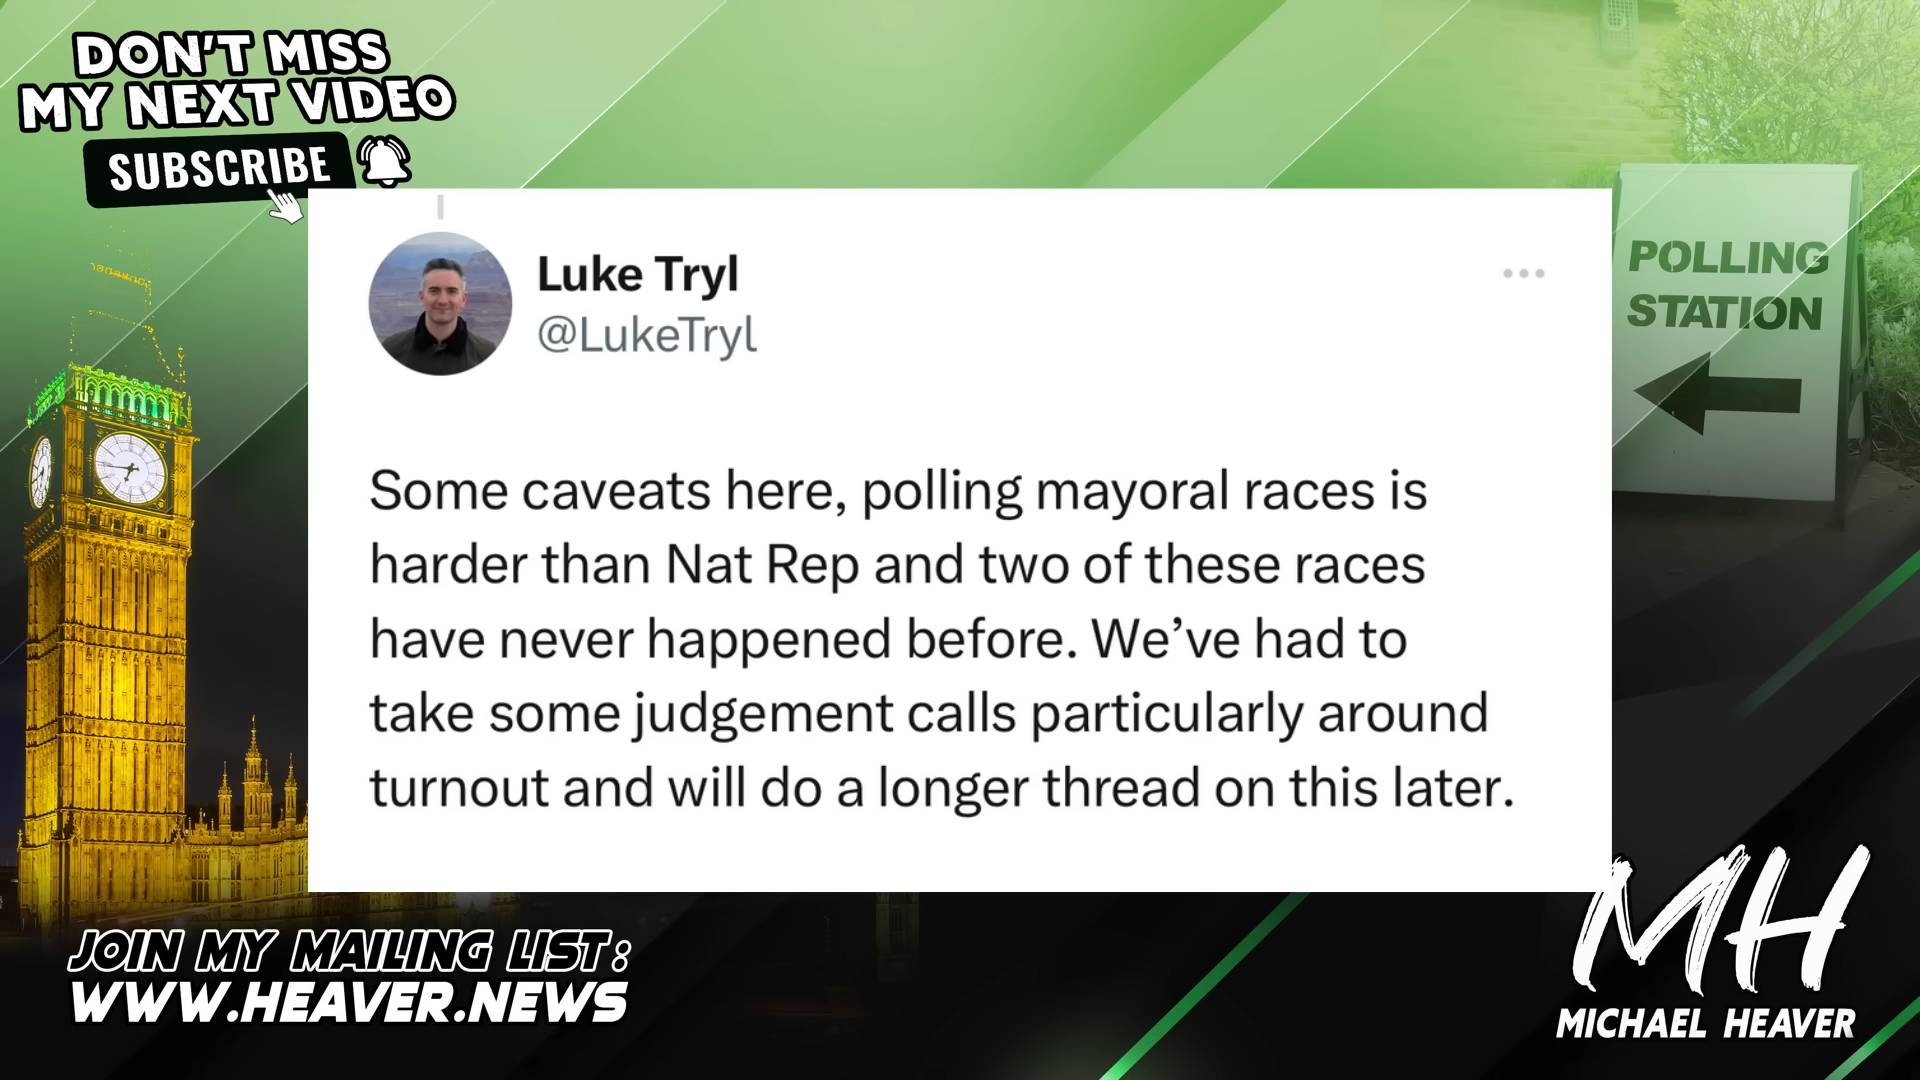 DON'T MISS
MY NEXT VIDEO
SUBSCRIBE
Luke Tryl
@LukeTryl
Some caveats here, polling mayoral races is
harder than Nat Rep and two of these races
have never happened before. We’ve had to
take some judgement calls particularly around
turnout and will do a longer thread on this later.
POLLING
STATION
JOIN MY MAILING LIST:
WWW.HEAVER.NEWS
MH
MICHAEL HEAVER